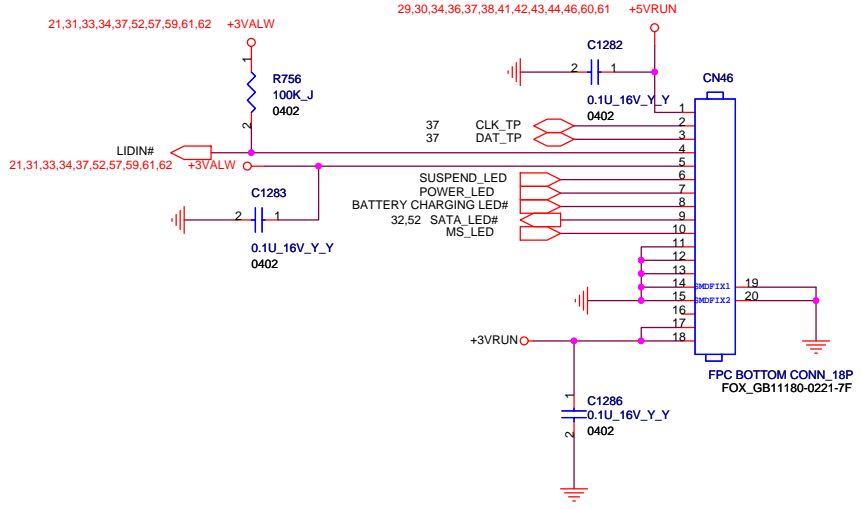 29,30,34,36,37,38,41,42,43,44,46,60,61 +5VRUN
21,31,33,34,37,52,57,59,61,62 +3VALW
C1282
2 1
CN46
1
R756
100K_J
0402
2
0.1U_16V_Y_Y
0402
1
37 CLK_TP 2
37 DAT_TP 3
LIDIN# 4
21,31,33,34,37,52,57,59,61,62 +3VALW 5
SUSPEND_LED 6
POWER_LED 7
BATTERY CHARGING LED# 8
32,52 SATA_LED# 9
MS_LED 10
C1283
2 1
0.1U_16V_Y_Y
0402
11
12
13
14 SMDFIX1 19
15 SMDFIX2 20
16
17
+3VRUN 18
FPC BOTTOM CONN_18P
FOX_GB11180-0221-7F
1
C1286
0.1U_16V_Y_Y
2
0402